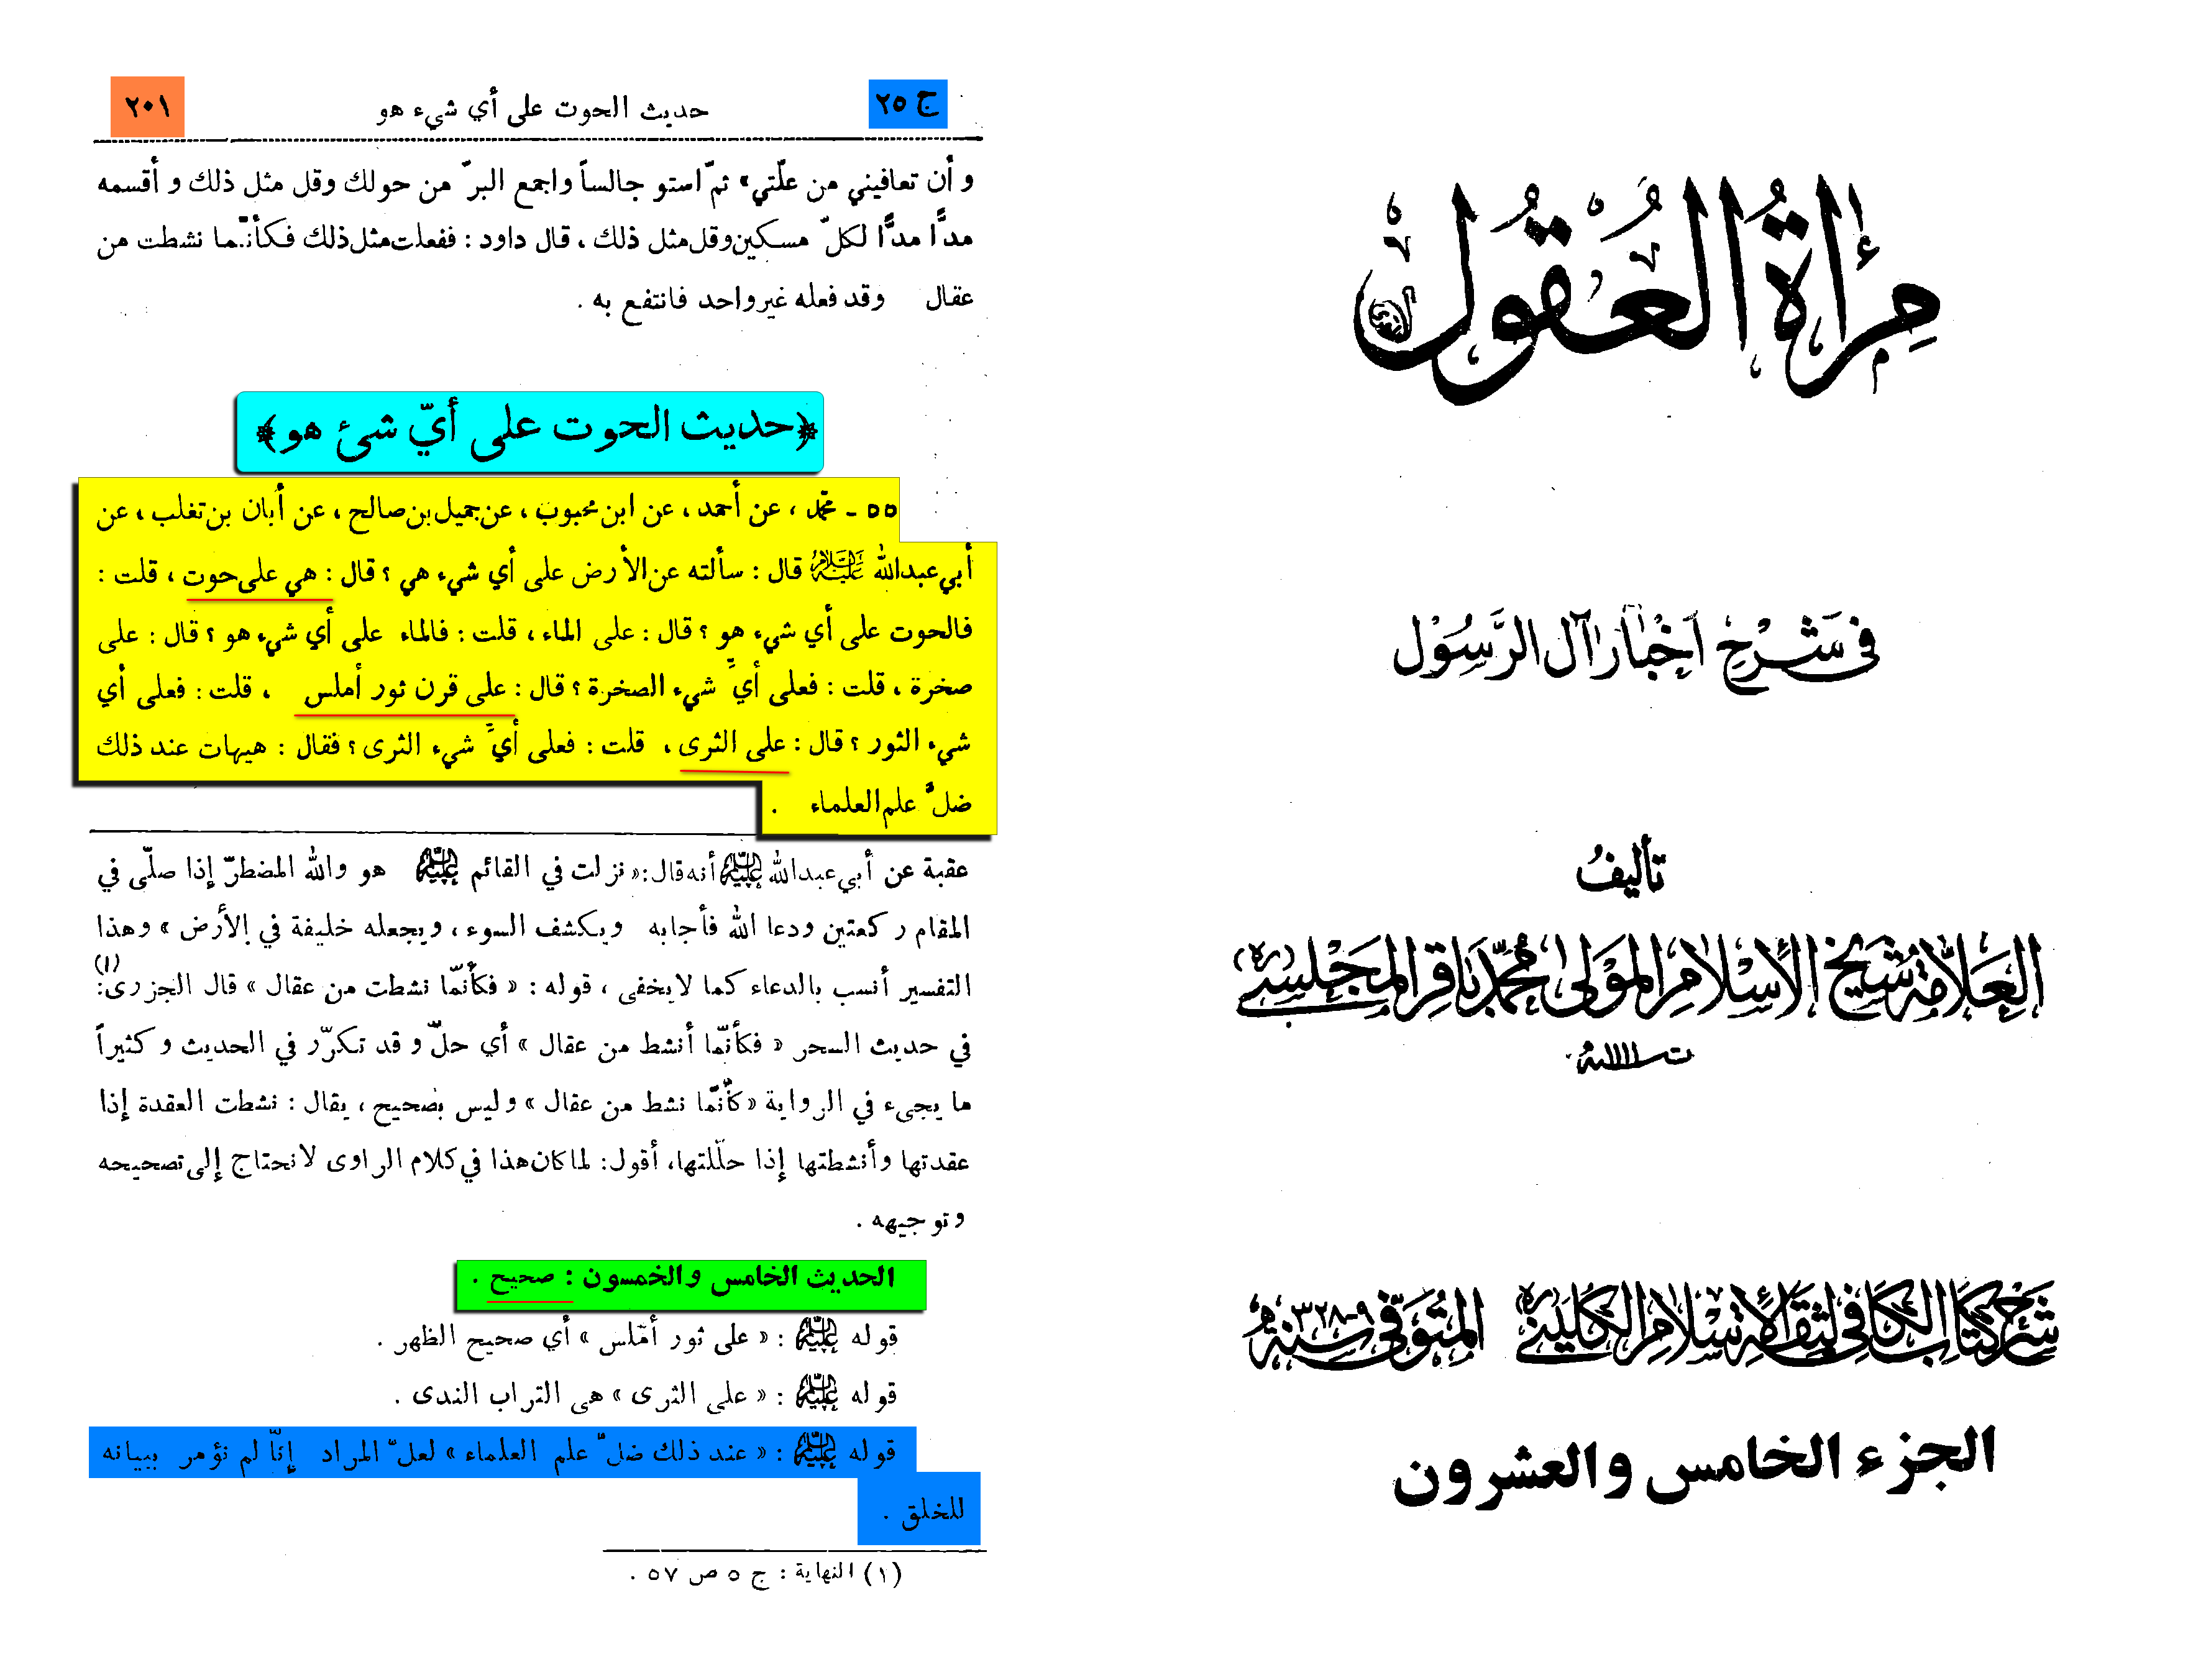 مرآة العقول
في شرح أخبار آل الرسول
تأليف
العلامة شيخ الإسلام المولى محمد باقر المجلسي (ره)
شرح كتاب الكافي لثقة الإسلام الكليني (ره) المتوفى سنة ٣٢٨-٩ ه
الجزء الخامس والعشرون
ج ٢٥
حديث الحوت على أي شيء هو
٢٠١
و أن تعافيني من علّتي» ثمّ استو جالساً واجمع البرّ من حولك وقل مثل ذلك و أقسمه
مدًّا مدًّا لكلّ مسكين وقل مثل ذلك ، قال داود : ففعلت مثل ذلك فكأنّما نشطت من
عقال وقد فعله غير واحد فانتفع به .
﴿حديث الحوت على أيّ شئ هو﴾
٥٥ ـ محمّد ، عن أحمد ، عن ابن محبوب ، عن جميل بن صالح ، عن أبان بن تغلب ، عن
أبي عبدالله عليه السلام قال : سألته عن الأرض على أي شيء هي ؟ قال : هي على حوت ، قلت :
فالحوت على أي شيء هو ؟ قال : على الماء ، قلت : فالماء على أي شيء هو ؟ قال : على
صخرة ، قلت : فعلى أيِّ شيء الصخرة ؟ قال : على قرن ثور أملس ، قلت : فعلى أي
شيء الثور ؟ قال : على الثرى ، قلت : فعلى أيِّ شيء الثرى ؟ فقال : هيهات عند ذلك
ضلَّ علم العلماء .
عقبة عن أبي عبدالله عليه السلام أنه قال : «نزلت في القائم عليه السلام هو والله المضطرّ إذا صلّى في
المقام ركعتين ودعا الله فأجابه ويكشف السوء ، ويجعله خليفة في الأرض » وهذا
التفسير أنسب بالدعاء كما لايخفى ، قوله : « فكأنّما نشطت من عقال » قال الجزري(١):
في حديث السحر « فكأنّما أنشط من عقال » أي حلّ و قد تكرّر في الحديث و كثيراً
ما يجيء في الرواية «كأنّما نشط من عقال » وليس بصحيح ، يقال : نشطت العقدة إذا
عقدتها وأنشطتها إذا حلّلتها، أقول: لما كان هذا في كلام الراوى لا نحتاج إلى تصحيحه
وتوجيهه .
الحديث الخامس والخمسون : صحيح .
قوله عليه السلام : « على ثور أملس » أي صحيح الظهر .
قوله عليه السلام : « على الثرى » هي التراب الندى .
قوله عليه السلام : « عند ذلك ضلّ علم العلماء » لعلّ المراد إنّا لم نؤمر ببيانه
للخلق .
(١) النهاية : ج ٥ ص ٥٧ .